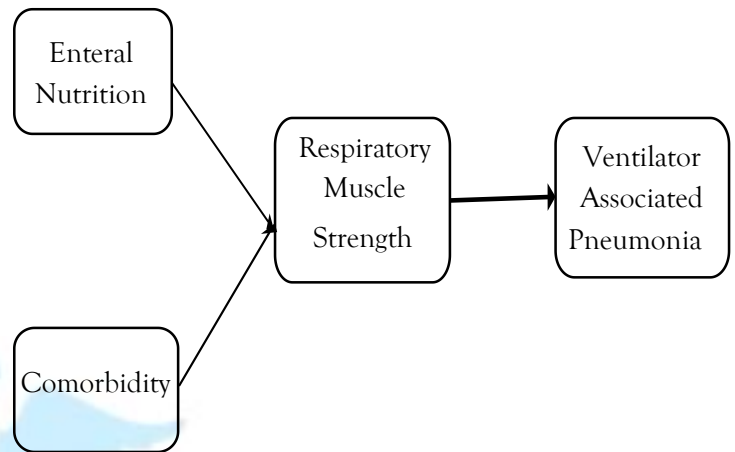 Enteral
Nutrition
Respiratory
Muscle
Strength
Ventilator
Associated
Pneumonia
Comorbidity